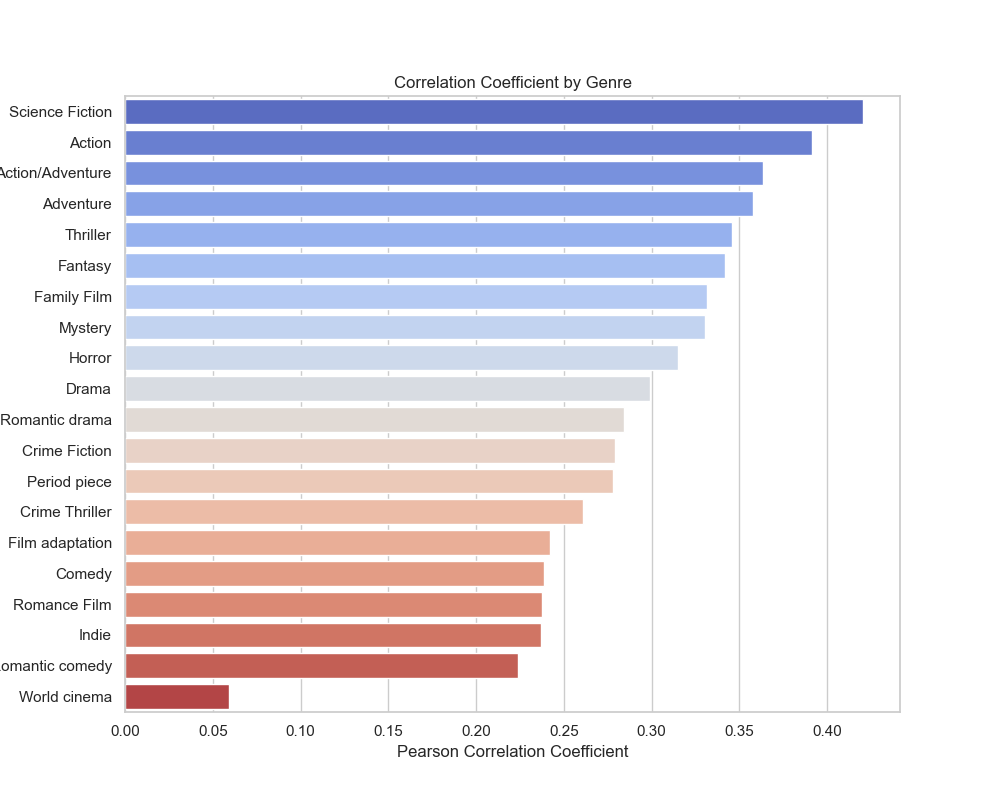 Correlation Coefficient by Genre
Science Fiction
Action
Action/Adventure
Adventure
Thriller
Fantasy
Family Film
Mystery
Horror
Drama
Romantic drama
Crime Fiction
Period piece
Crime Thriller
Film adaptation
Comedy
Romance Film
Indie
omantic comedy
World cinema
0.00 0.05 0.10 0.15 0.20 0.25 0.30 0.35 0.40
Pearson Correlation Coefficient